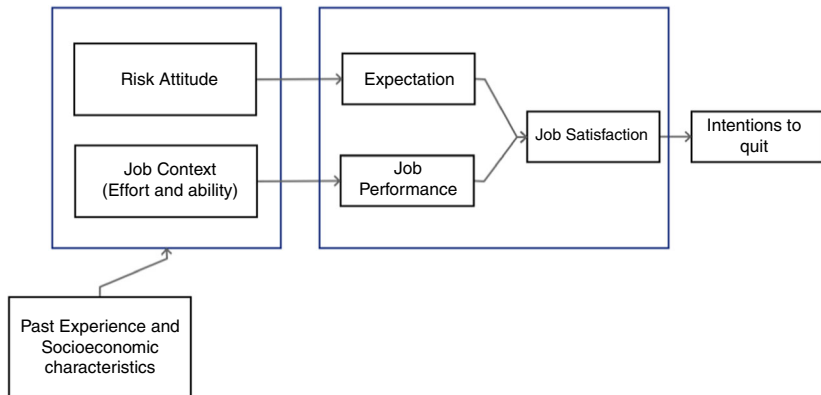 Risk Attitude
Expectation
Job Context
(Effort and ability)
Job
Performance
Job Satisfaction
Intentions to
quit
Past Experience and
Socioeconomic
characteristics